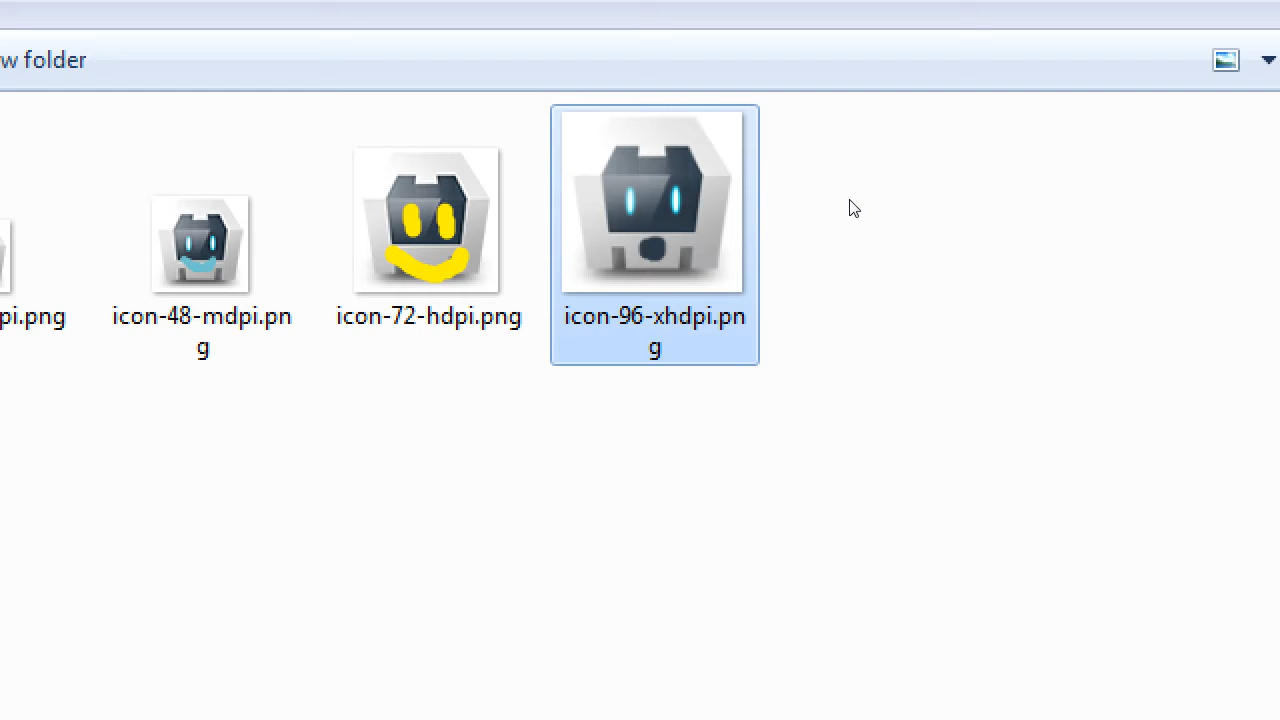 w folder
pi.png
icon-48-mdpi.pn
g
icon-72-hdpi.png
icon-96-xhdpi.pn
g